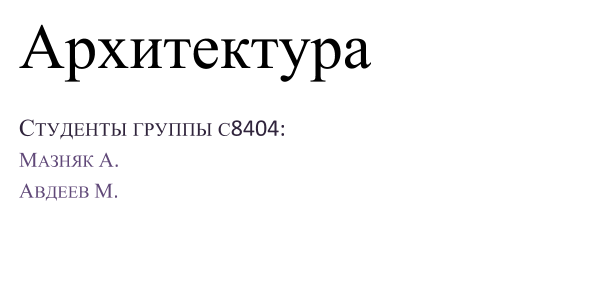 Архитектура
Студенты группы с8404:
Мазняк А.
Авдеев М.